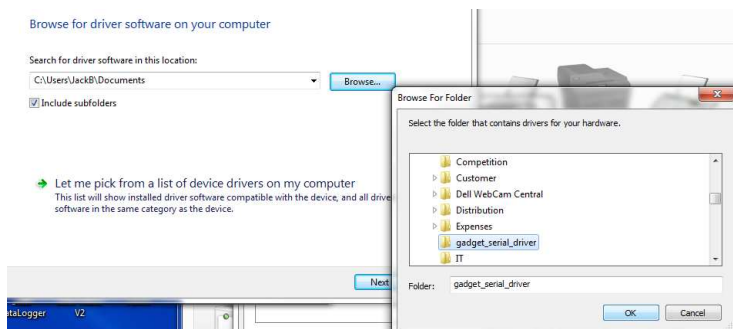 Browse for driver software on your computer
Search for driver software in this location:
C:\Users\JackB\Documents
Browse...
Include subfolders
Let me pick from a list of device drivers on my computer
This list will show installed driver software compatible with the device, and all drive
software in the same category as the device.
Next
Browse For Folder
Select the folder that contains drivers for your hardware.
Competition
Customer
Dell WebCam Central
Distribution
Expenses
gadget_serial_driver
IT
Folder:
gadget_serial_driver
OK
Cancel
ataLogger
V2